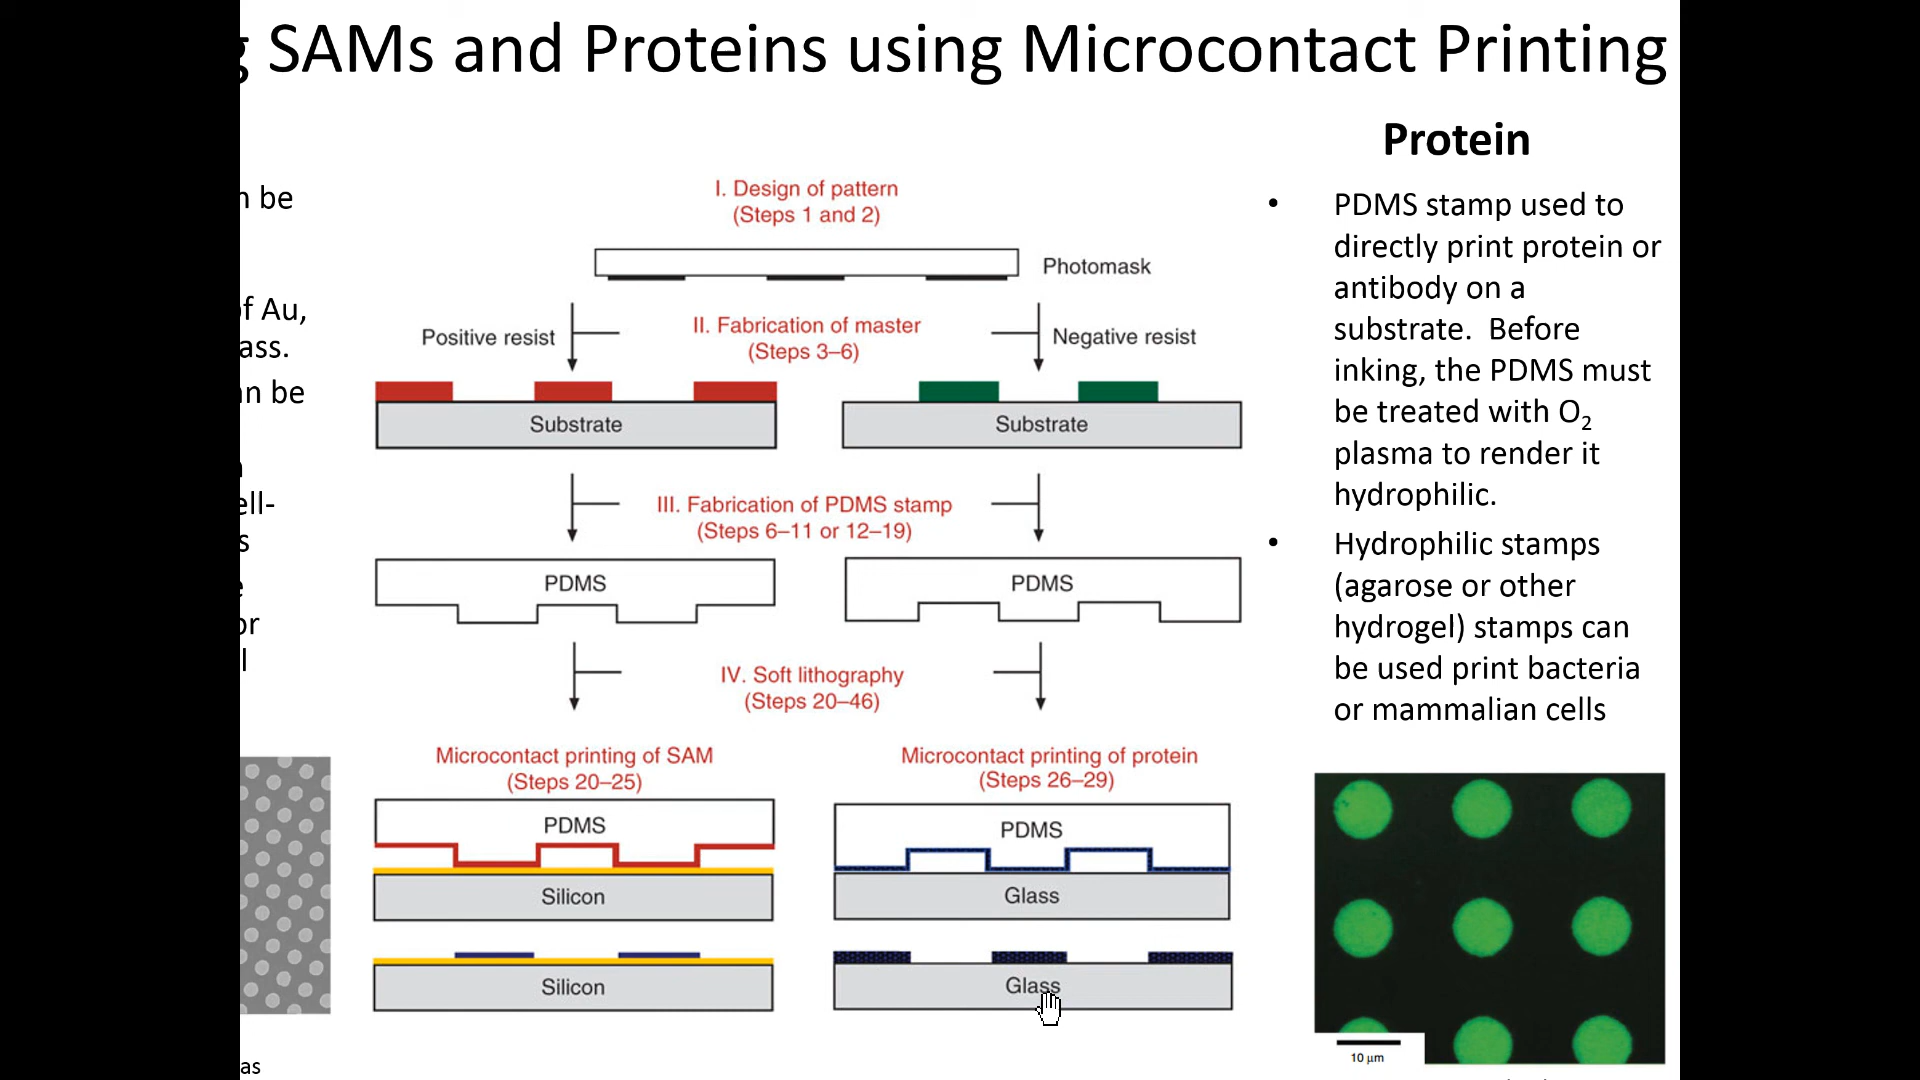 g SAMs and Proteins using Microcontact Printing
n be
of Au,
ass.
an be
ell-
s
e
or
l
as
I. Design of pattern
(Steps 1 and 2)
Photomask
Positive resist
II. Fabrication of master
(Steps 3–6)
Negative resist
Substrate
Substrate
III. Fabrication of PDMS stamp
(Steps 6–11 or 12–19)
PDMS
PDMS
IV. Soft lithography
(Steps 20–46)
Microcontact printing of SAM
(Steps 20–25)
Microcontact printing of protein
(Steps 26–29)
PDMS
PDMS
Silicon
Glass
Silicon
Glass
Protein
• PDMS stamp used to
directly print protein or
antibody on a
substrate.  Before
inking, the PDMS must
be treated with O₂
plasma to render it
hydrophilic.
• Hydrophilic stamps
(agarose or other
hydrogel) stamps can
be used print bacteria
or mammalian cells
10 µm